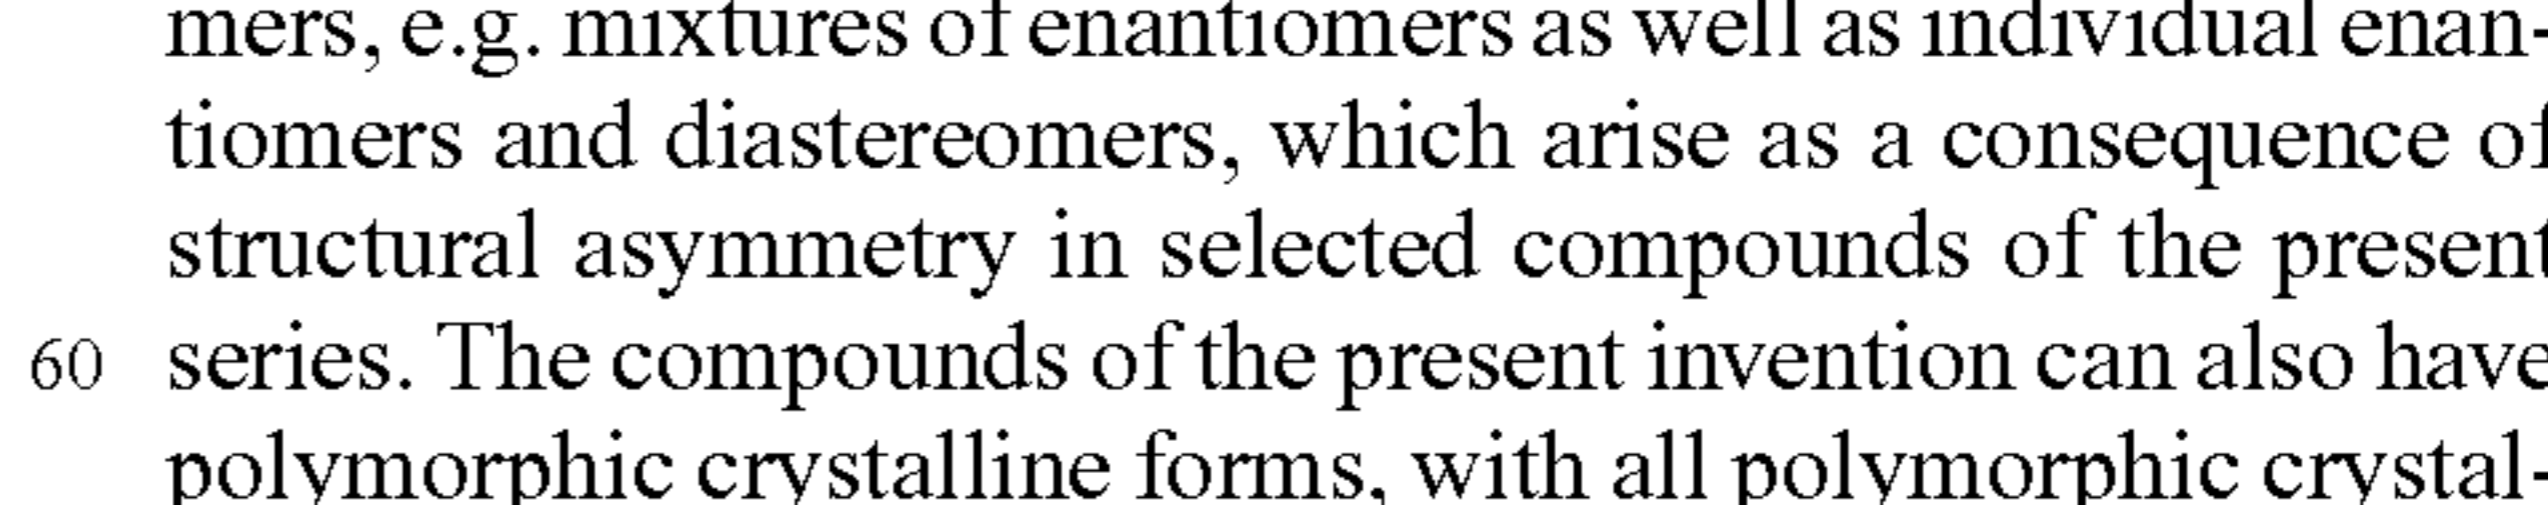 mers, e.g. mixtures of enantiomers as well as individual enan-
tiomers and diastereomers, which arise as a consequence of
structural asymmetry in selected compounds of the present
60 series. The compounds of the present invention can also have
polymorphic crystalline forms, with all polymorphic crystal-